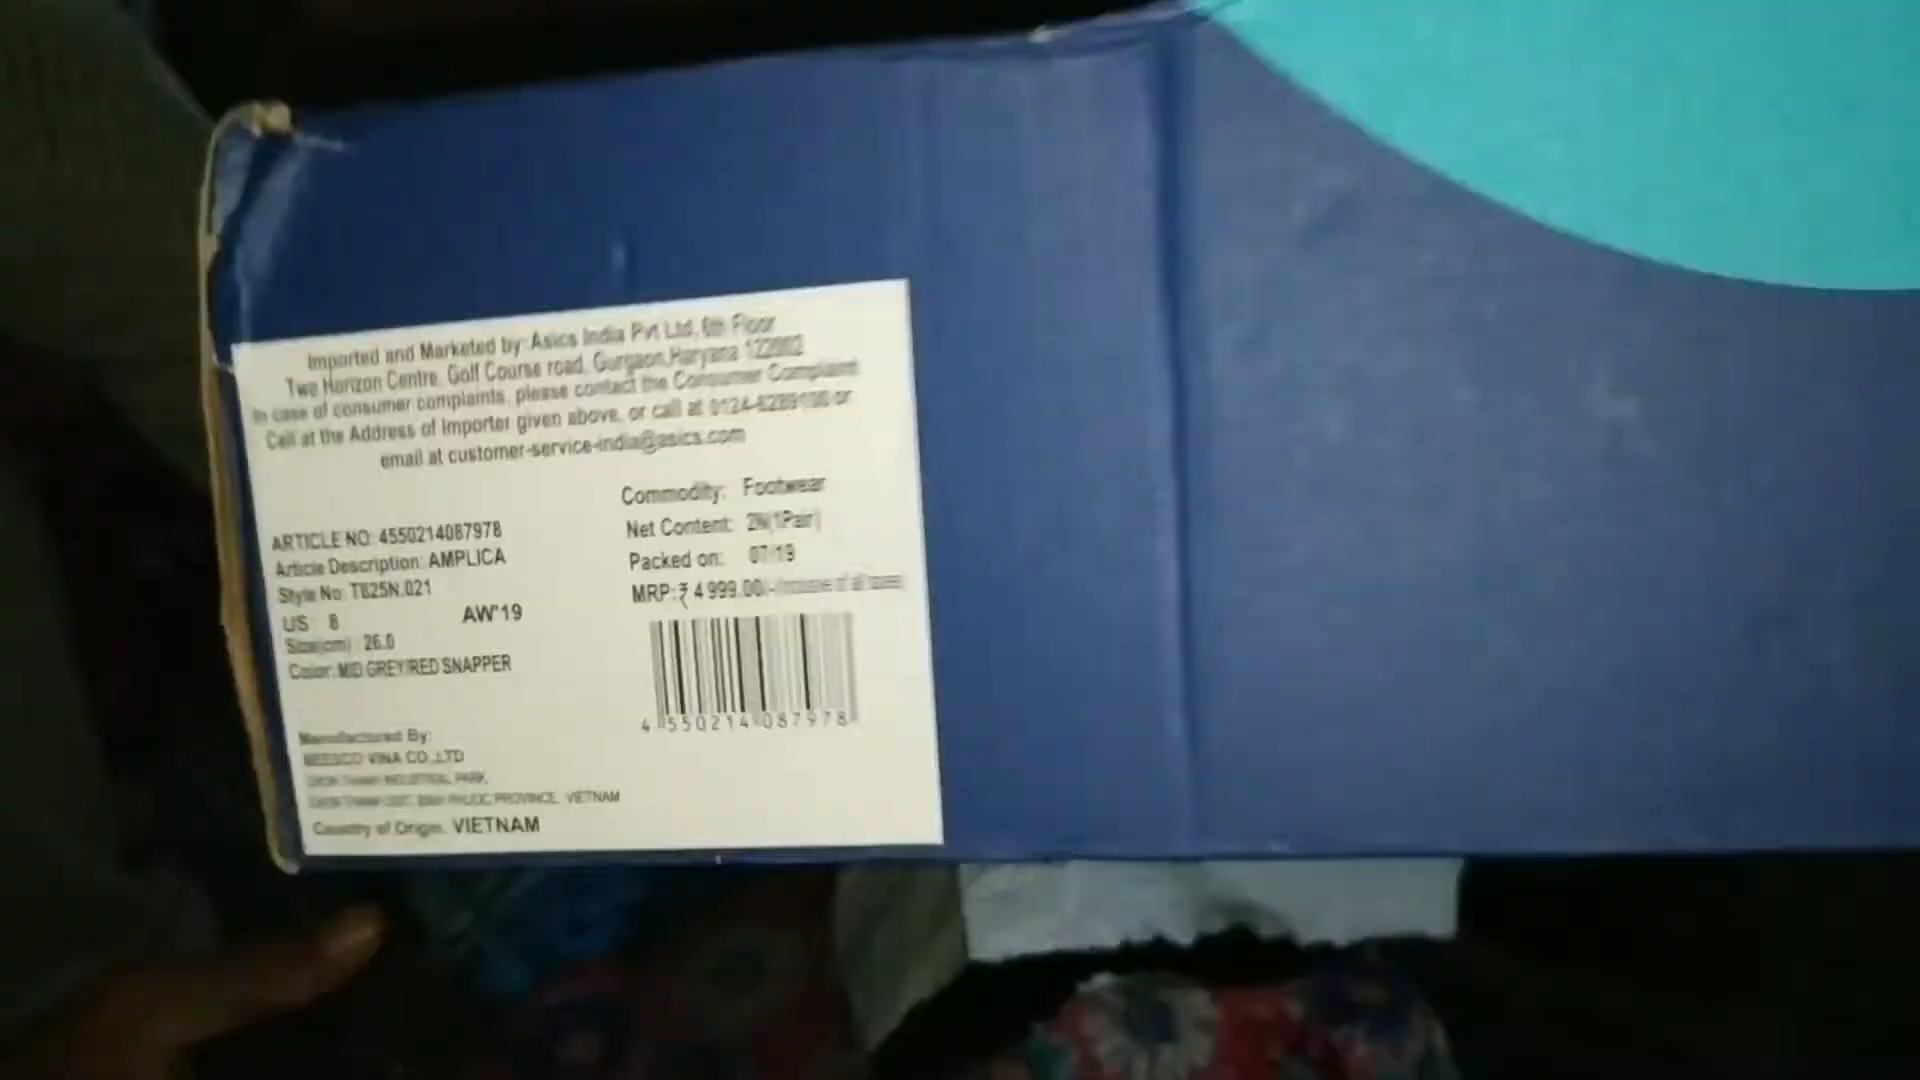 Imported and Marketed by: Asics India Pvt Ltd, 6th Floor
Two Horizon Centre, Golf Course road, Gurgaon, Haryana 122002
In case of consumer complaints, please contact the Consumer Complaint
Cell at the Address of Importer given above, or call at 0124-6289100 or
email at customer-service-india@asics.com
Commodity: Footwear
Net Content: 2N(1Pair)
Packed on: 07/19
MRP: ₹ 4 999.00/- (Inclusive of all taxes)
ARTICLE NO: 4550214087978
Article Description: AMPLICA
Style No: T825N.021
US: 8
AW'19
Size(cm): 26.0
Color: MID GREY/RED SNAPPER
4 550214 087978
Manufactured By:
BEESCO VINA CO.,LTD
INDUSTRIAL PARK,
PROVINCE, VIETNAM
Country of Origin: VIETNAM